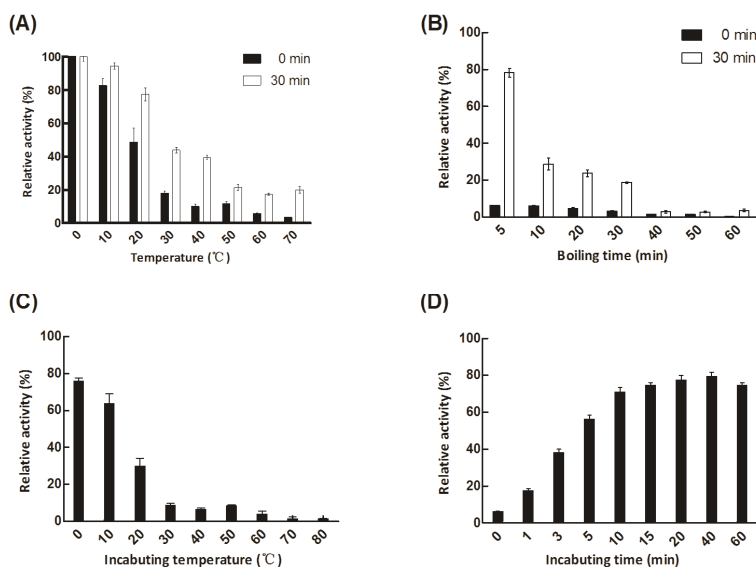 (A)
0 min
30 min
Relative activity (%)
100
80
60
40
20
0
0 10 20 30 40 50 60 70
Temperature (℃)
(B)
0 min
30 min
Relative activity (%)
100
80
60
40
20
0
5 10 20 30 40 50 60
Boiling time (min)
(C)
Relative activity (%)
100
80
60
40
20
0
0 10 20 30 40 50 60 70 80
Incabuting temperature (℃)
(D)
Relative activity (%)
100
80
60
40
20
0
0 1 3 5 10 15 20 40 60
Incabuting time (min)